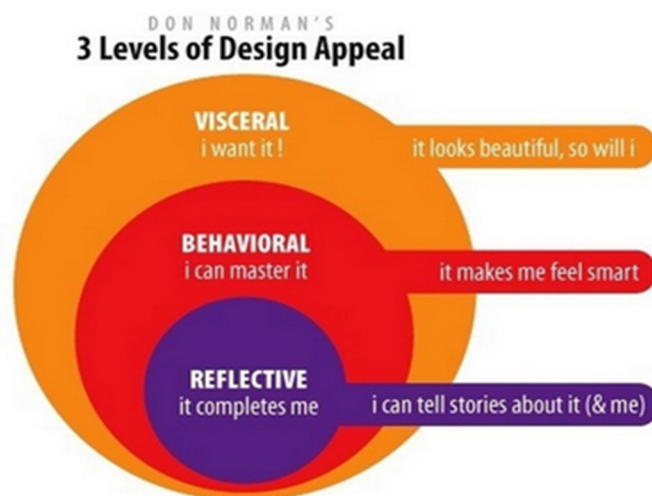 DON NORMAN'S
3 Levels of Design Appeal
VISCERAL
i want it !
it looks beautiful, so will i
BEHAVIORAL
i can master it
it makes me feel smart
REFLECTIVE
it completes me
i can tell stories about it (& me)